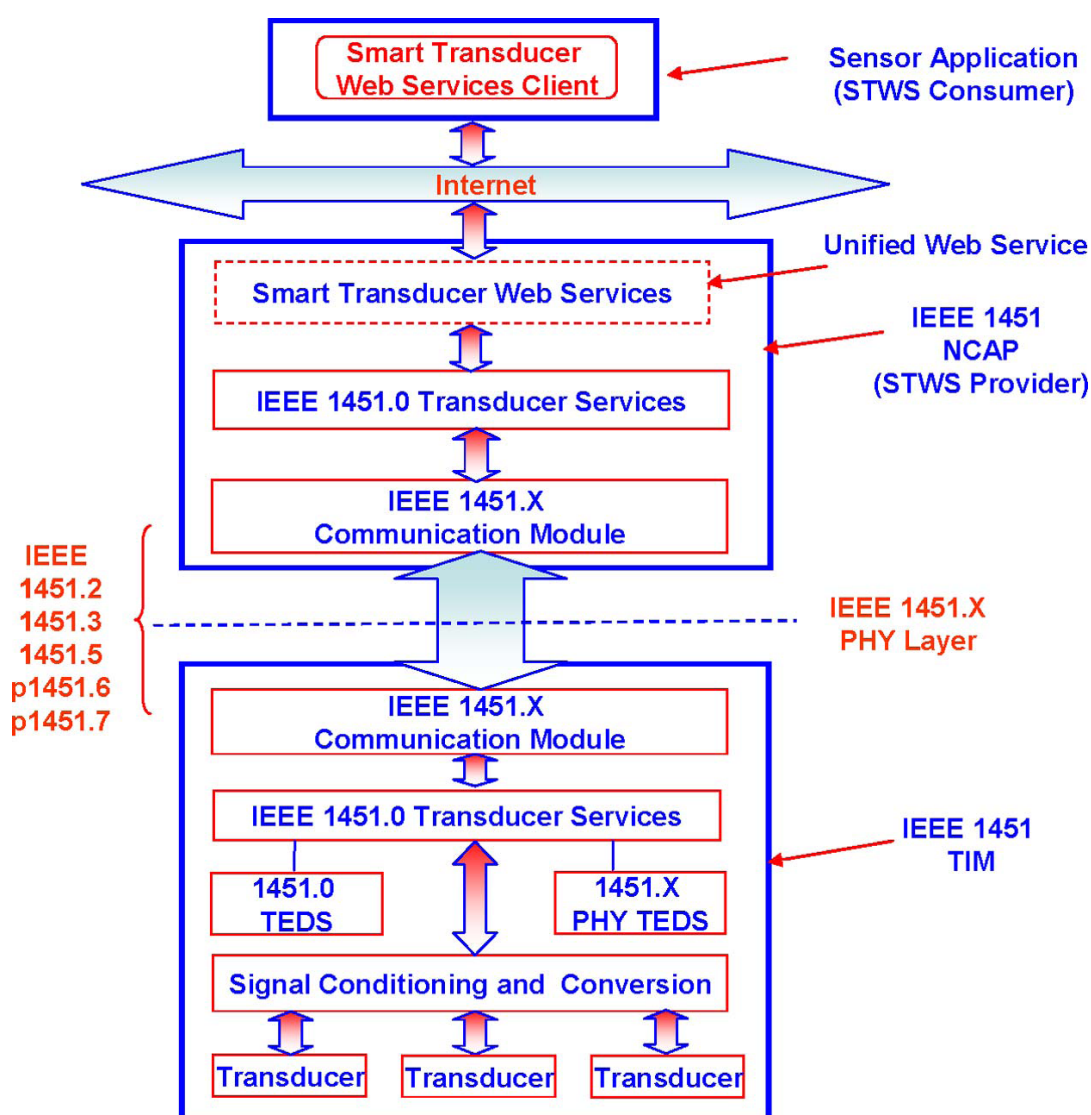 Smart Transducer
Web Services Client
Sensor Application
(STWS Consumer)
Internet
Unified Web Service
Smart Transducer Web Services
IEEE 1451
NCAP
(STWS Provider)
IEEE 1451.0 Transducer Services
IEEE 1451.X
Communication Module
IEEE
1451.2
1451.3
1451.5
p1451.6
p1451.7
IEEE 1451.X
PHY Layer
IEEE 1451.X
Communication Module
IEEE 1451.0 Transducer Services
IEEE 1451
TIM
1451.0
TEDS
1451.X
PHY TEDS
Signal Conditioning and Conversion
Transducer
Transducer
Transducer